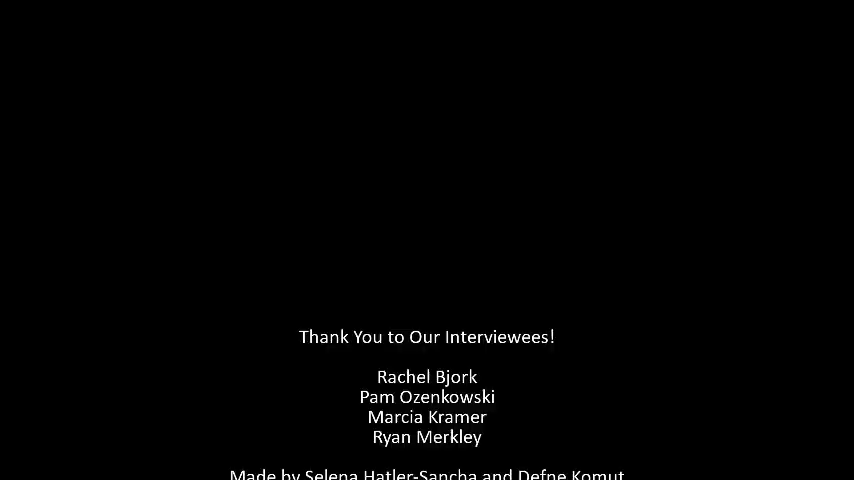 Thank You to Our Interviewees!
Rachel Bjork
Pam Ozenkowski
Marcia Kramer
Ryan Merkley
Made by Selena Hatler-Sancha and Defne Komut